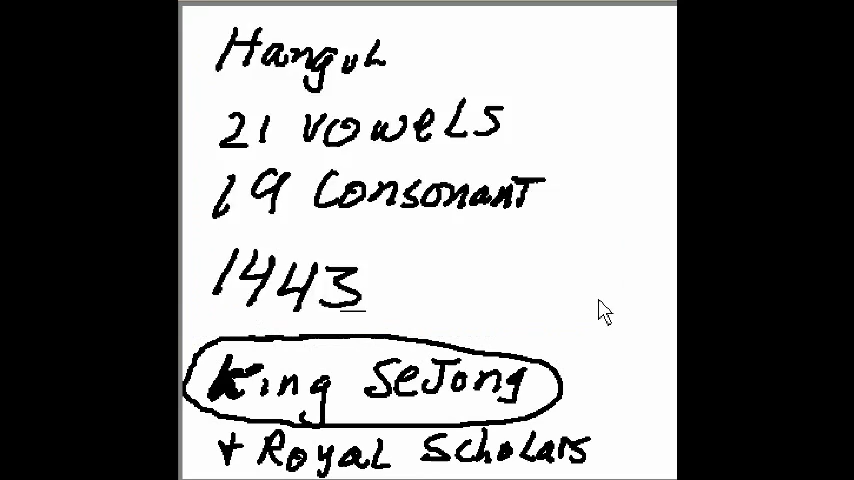 Hangul
21 vowels
19 Consonant
1443
King SeJong
+ Royal Scholars